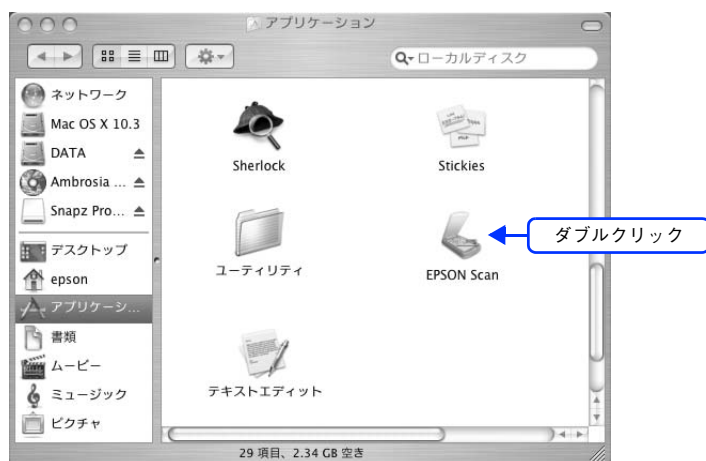 アプリケーション
ローカルディスク
ネットワーク
Mac OS X 10.3
DATA
Ambrosia ...
Snapz Pro...
デスクトップ
epson
アプリケーシ...
書類
ムービー
ミュージック
ピクチャ
Sherlock
Stickies
ユーティリティ
EPSON Scan
ダブルクリック
テキストエディット
29 項目、2.34 GB 空き